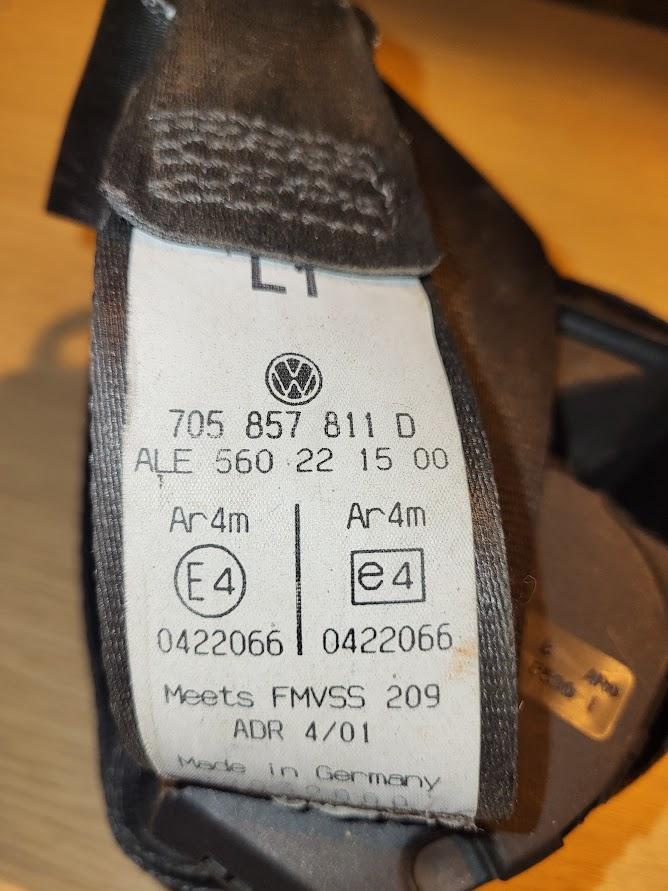 L1
VW
705 857 811 D
ALE 560 22 15 00
Ar4m Ar4m
E4 e4
0422066 0422066
Meets FMVSS 209
ADR 4/01
Made in Germany